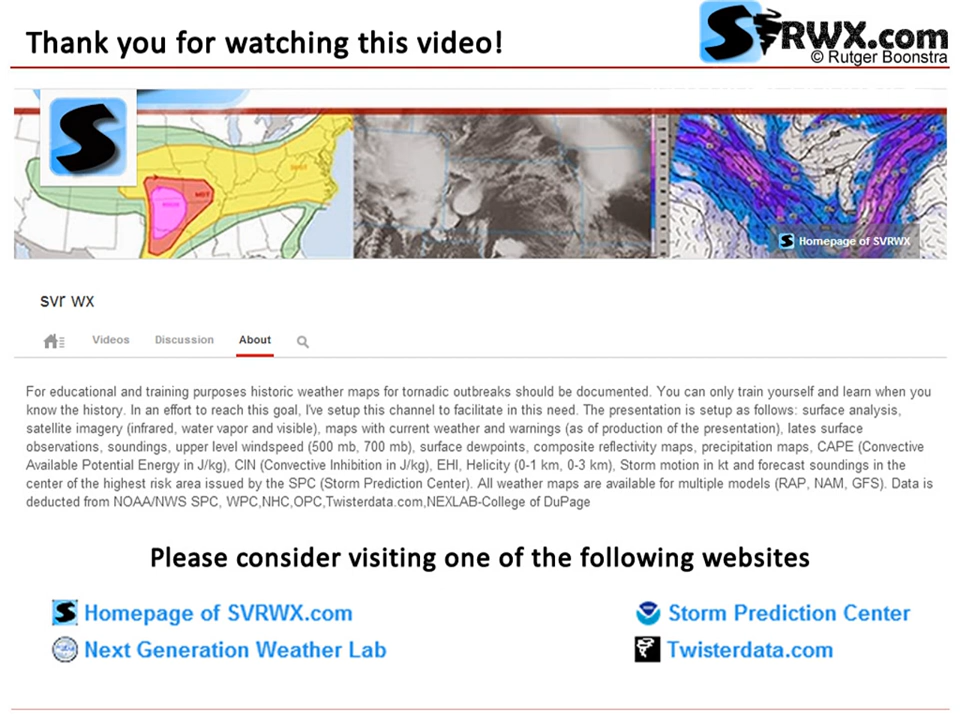 Thank you for watching this video!
SVRWX.com
© Rutger Boonstra
Homepage of SVRWX
svr wx
Videos Discussion About
For educational and training purposes historic weather maps for tornadic outbreaks should be documented. You can only train yourself and learn when you
know the history. In an effort to reach this goal, I've setup this channel to facilitate in this need. The presentation is setup as follows: surface analysis,
satellite imagery (infrared, water vapor and visible), maps with current weather and warnings (as of production of the presentation), lates surface
observations, soundings, upper level windspeed (500 mb, 700 mb), surface dewpoints, composite reflectivity maps, precipitation maps, CAPE (Convective
Available Potential Energy in J/kg), CIN (Convective Inhibition in J/kg), EHI, Helicity (0-1 km, 0-3 km), Storm motion in kt and forecast soundings in the
center of the highest risk area issued by the SPC (Storm Prediction Center). All weather maps are available for multiple models (RAP, NAM, GFS). Data is
deducted from NOAA/NWS SPC, WPC,NHC,OPC,Twisterdata.com,NEXLAB-College of DuPage
Please consider visiting one of the following websites
Homepage of SVRWX.com
Storm Prediction Center
Next Generation Weather Lab
Twisterdata.com